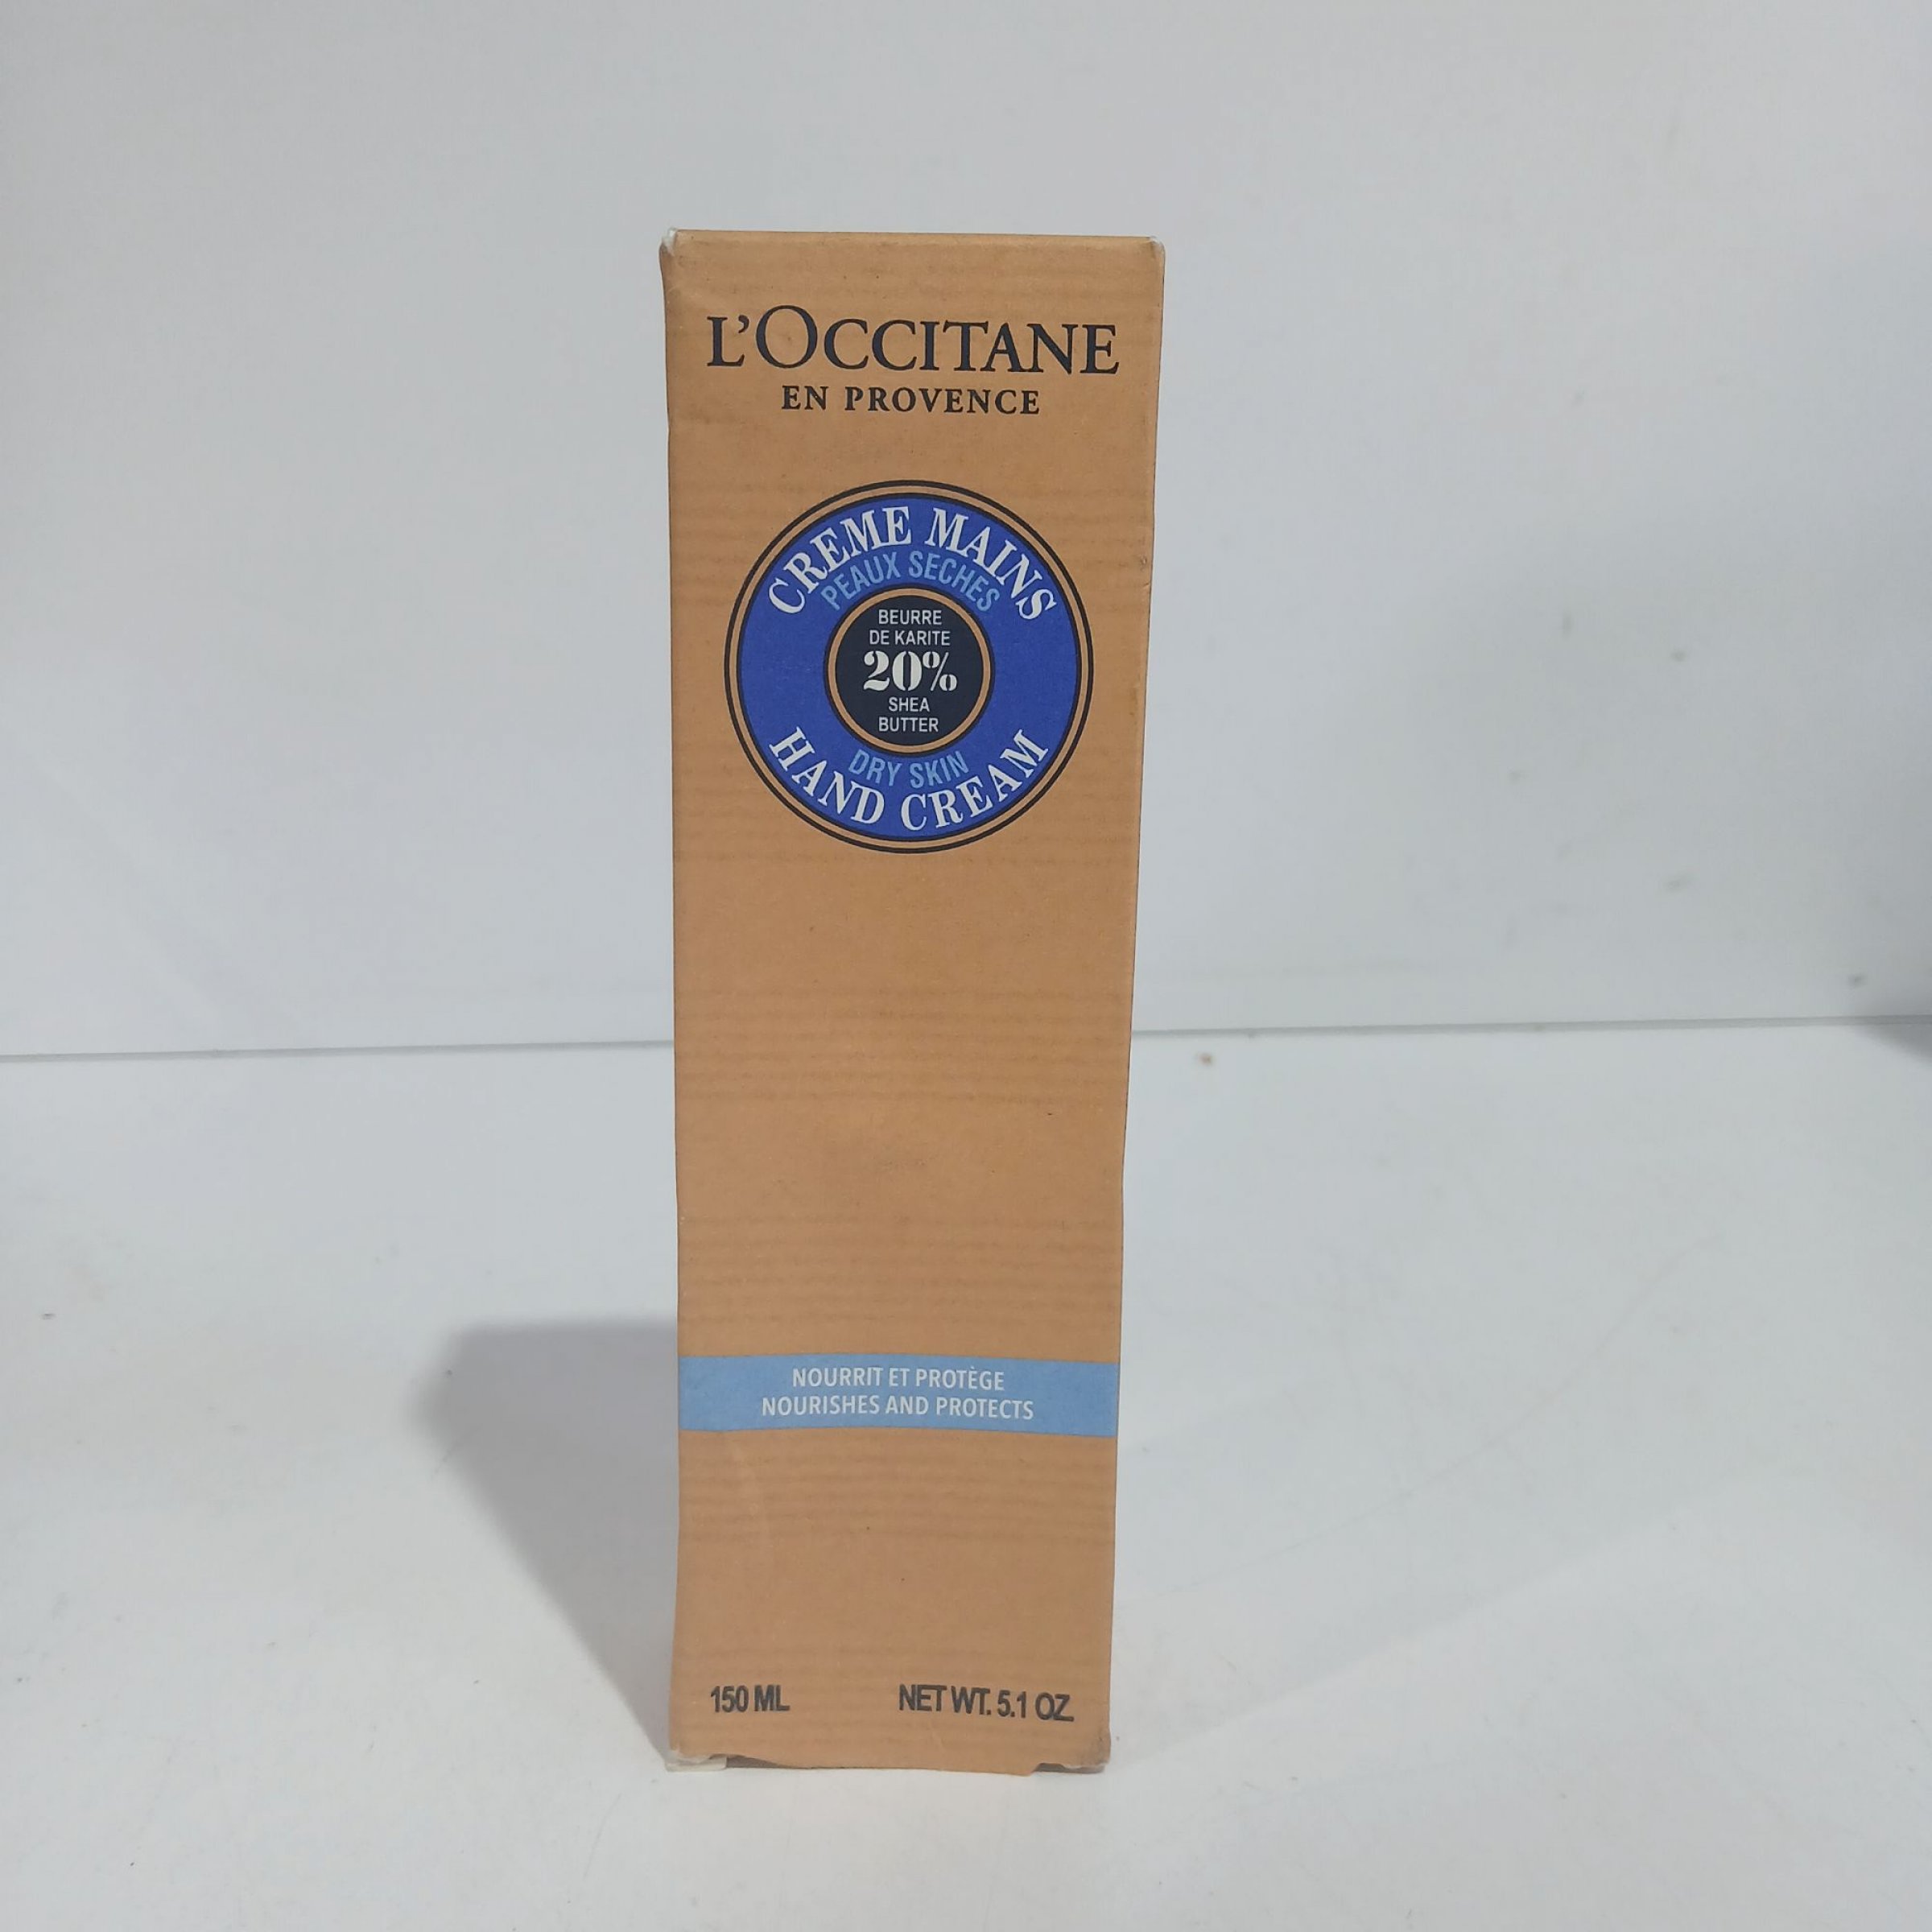 L'OCCITANE
EN PROVENCE
CREME MAINS
PEAUX SECHES
BEURRE
DE KARITE
20%
SHEA
BUTTER
DRY SKIN
HAND CREAM
NOURRIT ET PROTÈGE
NOURISHES AND PROTECTS
150 ML NET WT. 5.1 OZ.